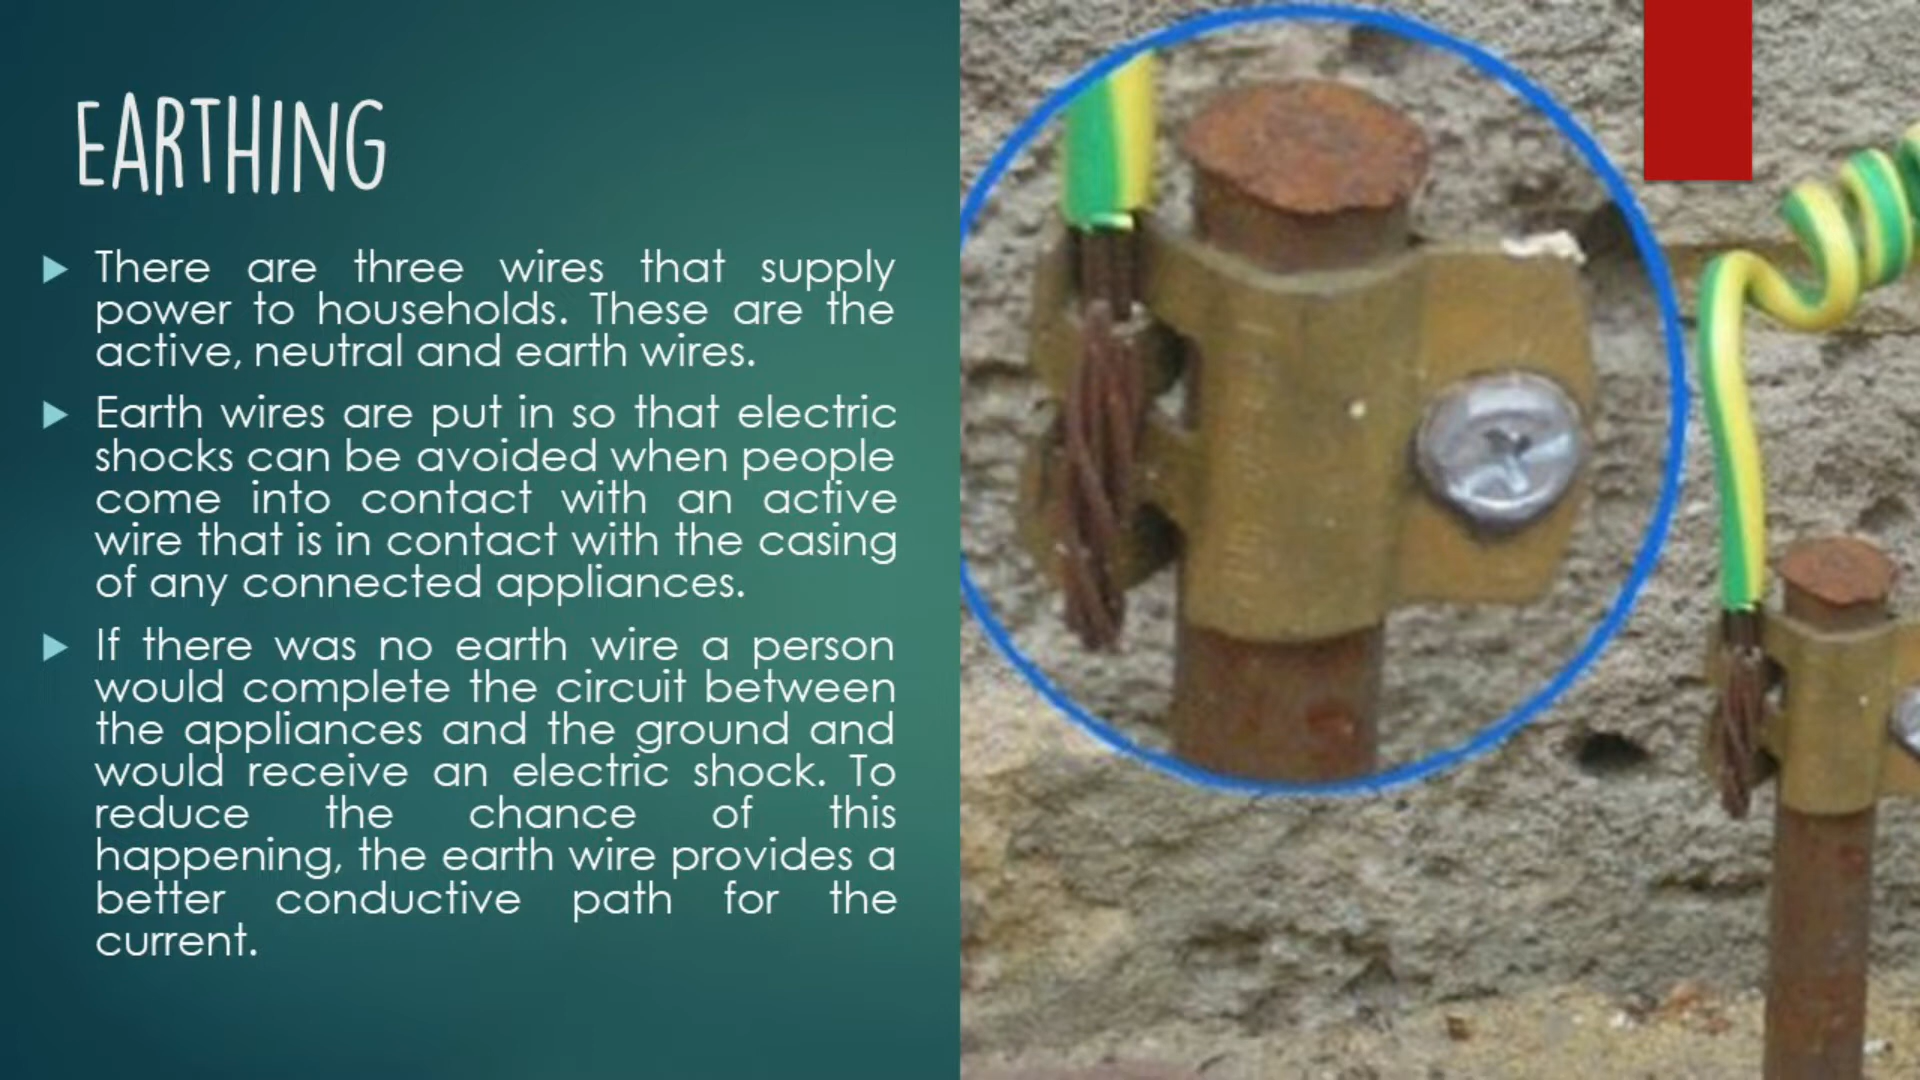 EARTHING
There are three wires that supply
power to households. These are the
active, neutral and earth wires.
Earth wires are put in so that electric
shocks can be avoided when people
come into contact with an active
wire that is in contact with the casing
of any connected appliances.
If there was no earth wire a person
would complete the circuit between
the appliances and the ground and
would receive an electric shock. To
reduce the chance of this
happening, the earth wire provides a
better conductive path for the
current.